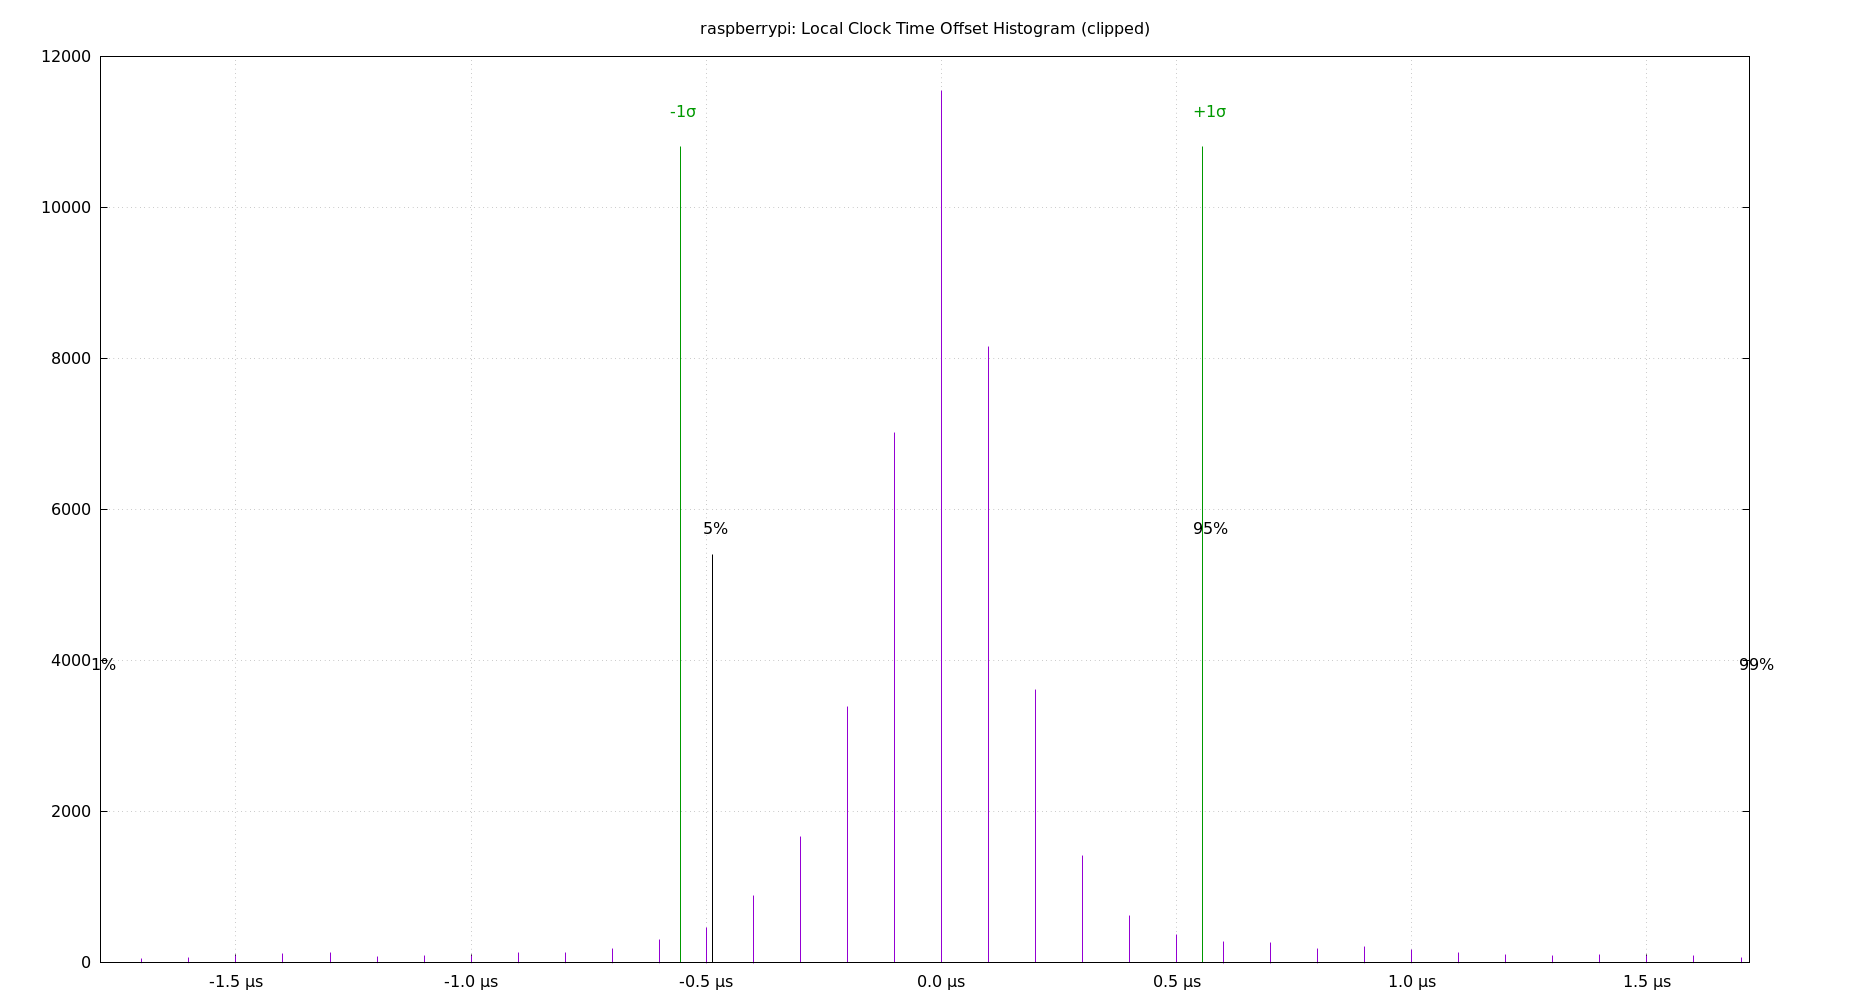 raspberrypi: Local Clock Time Offset Histogram (clipped)
12000
-1σ +1σ
10000
8000
6000
5% 95%
4000 1% 99%
2000
0
-1.5 µs -1.0 µs -0.5 µs 0.0 µs 0.5 µs 1.0 µs 1.5 µs